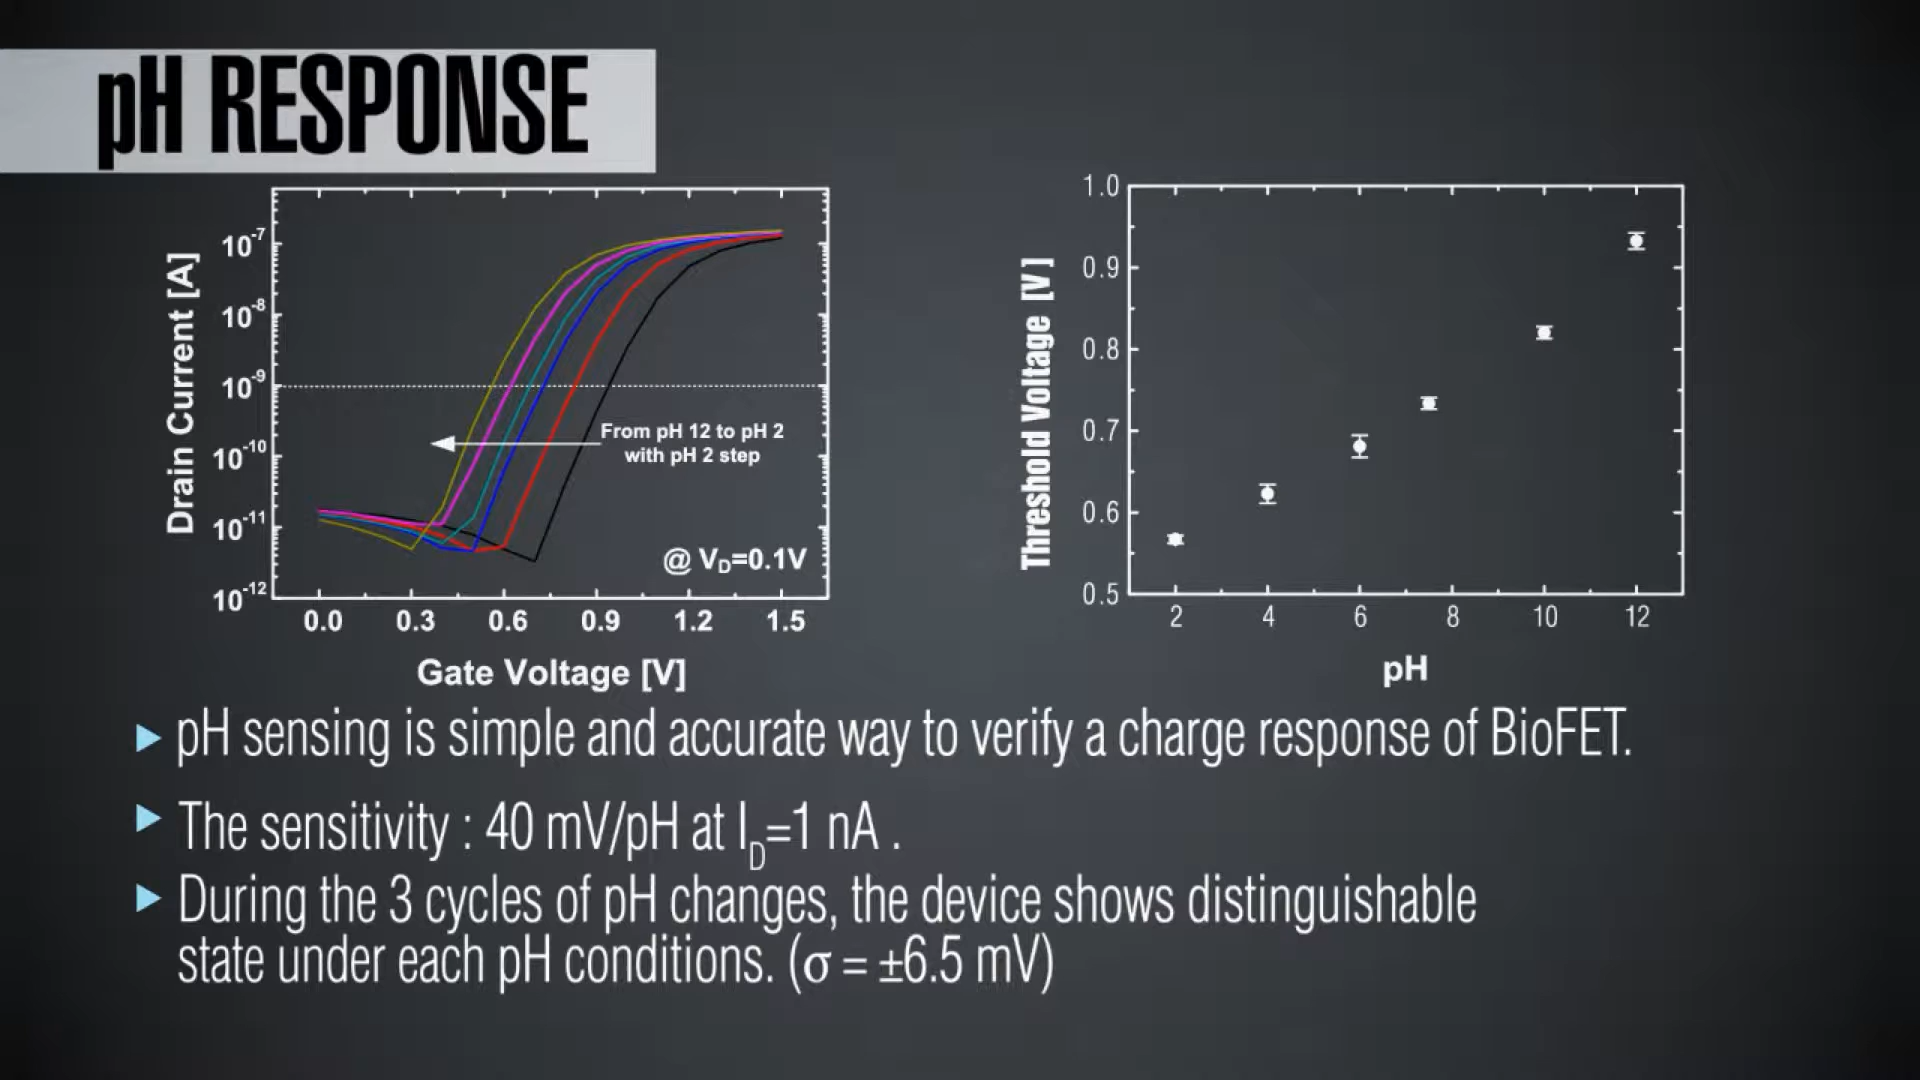 pH RESPONSE
Drain Current [A]
10-7
10-8
10-9
10-10
10-11
10-12
From pH 12 to pH 2
with pH 2 step
@ VD=0.1V
0.0 0.3 0.6 0.9 1.2 1.5
Gate Voltage [V]
Threshold Voltage [V]
1.0
0.9
0.8
0.7
0.6
0.5
2 4 6 8 10 12
pH
pH sensing is simple and accurate way to verify a charge response of BioFET.
The sensitivity : 40 mV/pH at ID=1 nA .
During the 3 cycles of pH changes, the device shows distinguishable
state under each pH conditions. (σ = ±6.5 mV)